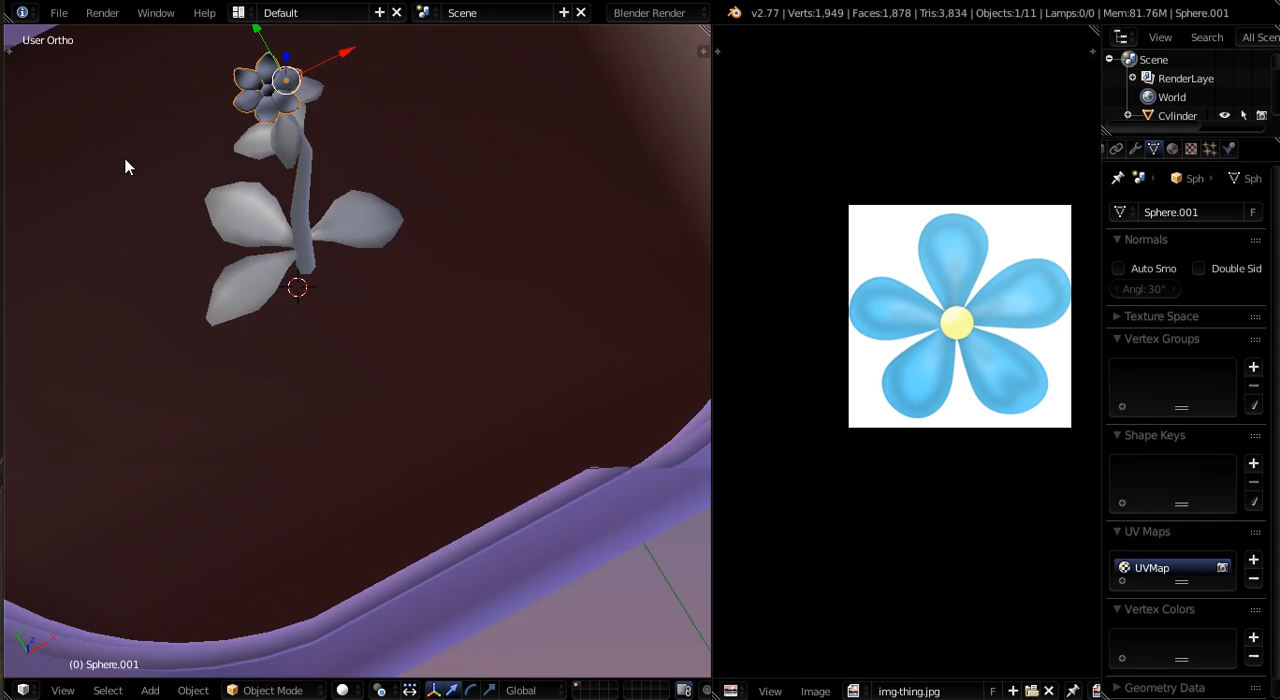 File Render Window Help Default Scene Blender Render v2.77 | Verts:1,949 | Faces:1,878 | Tris:3,834 | Objects:1/11 | Lamps:0/0 | Mem:81.76M | Sphere.001
User Ortho
View Search All Scen
Scene
RenderLaye
World
Cylinder
Sph Sph
Sphere.001 F
Normals
Auto Smo Double Sid
Angl: 30°
Texture Space
Vertex Groups
Shape Keys
UV Maps
UVMap
Vertex Colors
Geometry Data
(0) Sphere.001
View Select Add Object Object Mode Global View Image img-thing.jpg F